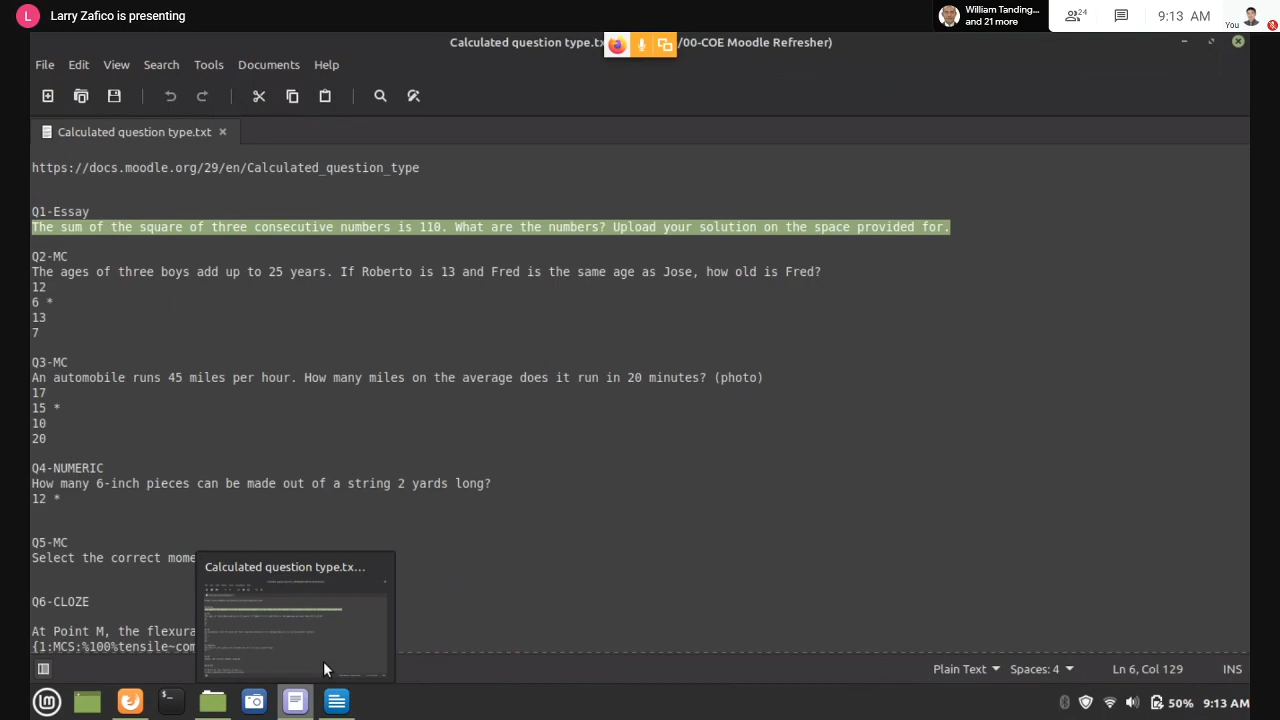 L Larry Zafico is presenting
William Tanding...
and 21 more
24
9:13 AM
You
Calculated question type.tx /00-COE Moodle Refresher)
File Edit View Search Tools Documents Help
Calculated question type.txt ×
https://docs.moodle.org/29/en/Calculated_question_type
Q1-Essay
The sum of the square of three consecutive numbers is 110. What are the numbers? Upload your solution on the space provided for.
Q2-MC
The ages of three boys add up to 25 years. If Roberto is 13 and Fred is the same age as Jose, how old is Fred?
12
6 *
13
7
Q3-MC
An automobile runs 45 miles per hour. How many miles on the average does it run in 20 minutes? (photo)
17
15 *
10
20
Q4-NUMERIC
How many 6-inch pieces can be made out of a string 2 yards long?
12 *
Q5-MC
Select the correct mome
Calculated question type.tx...
Q6-CLOZE
At Point M, the flexura
{1:MCS:%100%tensile~com
Plain Text Spaces: 4 Ln 6, Col 129 INS
50% 9:13 AM